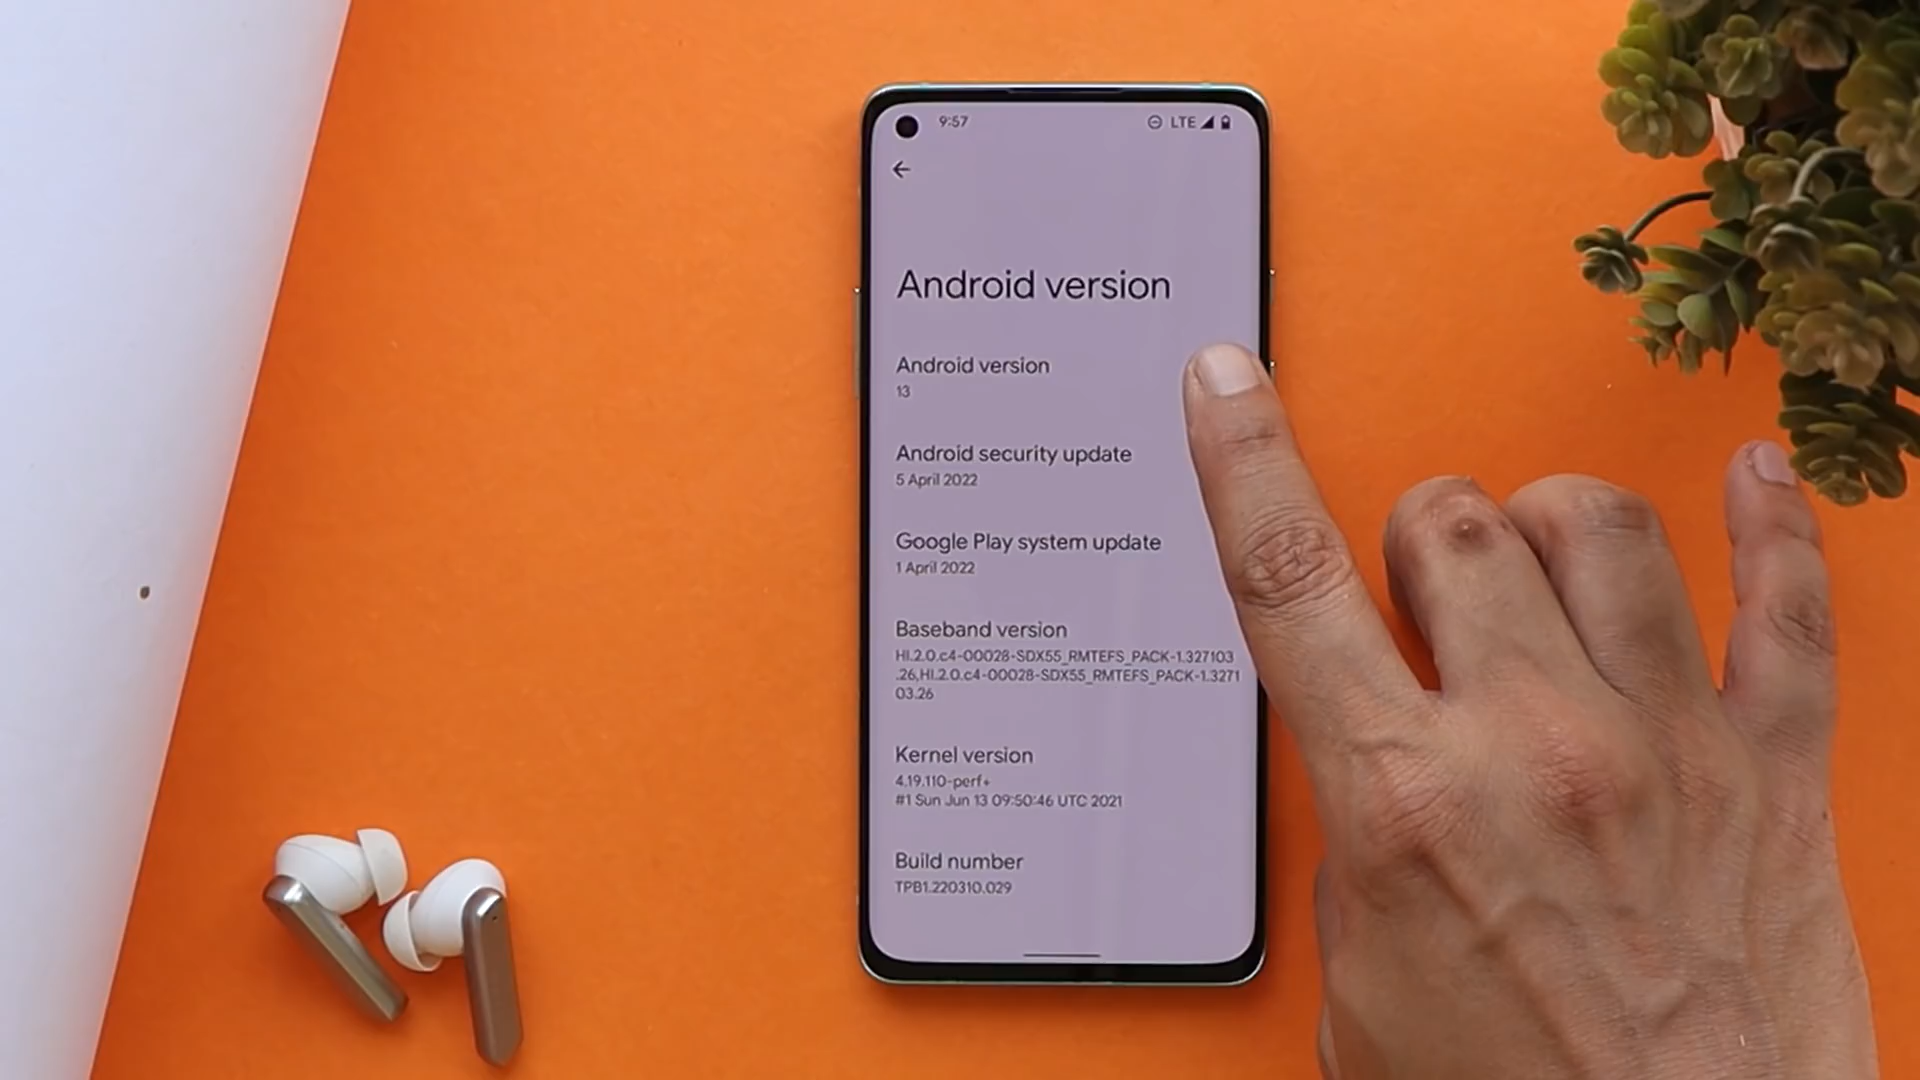 9:57
LTE
Android version
Android version
13
Android security update
5 April 2022
Google Play system update
1 April 2022
Baseband version
HI.2.0.c4-00028-SDX55_RMTEFS_PACK-1.327103
.26,HI.2.0.c4-00028-SDX55_RMTEFS_PACK-1.3271
03.26
Kernel version
4.19.110-perf+
#1 Sun Jun 13 09:50:46 UTC 2021
Build number
TPB1.220310.029